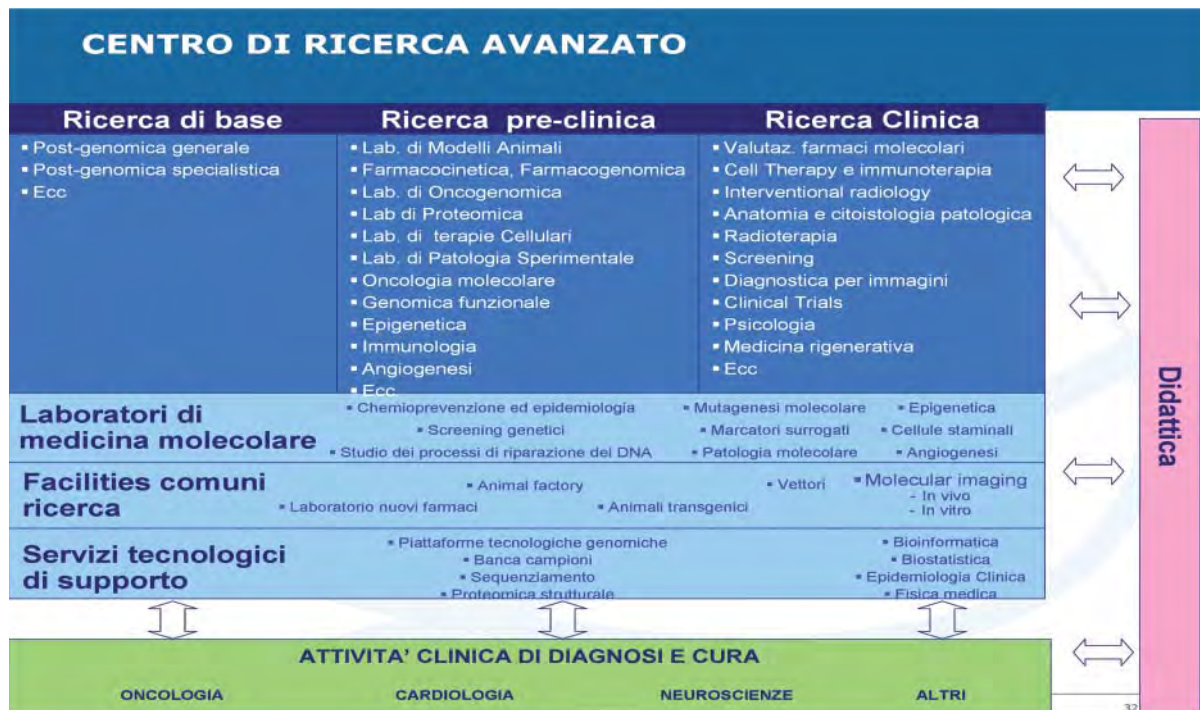 CENTRO DI RICERCA AVANZATO
Ricerca di base
▪ Post-genomica generale
▪ Post-genomica specialistica
▪ Ecc
Ricerca pre-clinica
▪ Lab. di Modelli Animali
▪ Farmacocinetica, Farmacogenomica
▪ Lab. di Oncogenomica
▪ Lab di Proteomica
▪ Lab. di terapie Cellulari
▪ Lab. di Patologia Sperimentale
▪ Oncologia molecolare
▪ Genomica funzionale
▪ Epigenetica
▪ Immunologia
▪ Angiogenesi
▪ Ecc
Ricerca Clinica
▪ Valutaz. farmaci molecolari
▪ Cell Therapy e immunoterapia
▪ Interventional radiology
▪ Anatomia e citoistologia patologica
▪ Radioterapia
▪ Screening
▪ Diagnostica per immagini
▪ Clinical Trials
▪ Psicologia
▪ Medicina rigenerativa
▪ Ecc
Laboratori di
medicina molecolare
▪ Chemioprevenzione ed epidemiologia
▪ Screening genetici
▪ Studio dei processi di riparazione del DNA
▪ Mutagenesi molecolare
▪ Marcatori surrogati
▪ Patologia molecolare
▪ Epigenetica
▪ Cellule staminali
▪ Angiogenesi
Facilities comuni
ricerca
▪ Animal factory
▪ Laboratorio nuovi farmaci
▪ Animali transgenici
▪ Vettori
▪ Molecular imaging
- In vivo
- In vitro
Servizi tecnologici
di supporto
▪ Piattaforme tecnologiche genomiche
▪ Banca campioni
▪ Sequenziamento
▪ Proteomica strutturale
▪ Bioinformatica
▪ Biostatistica
▪ Epidemiologia Clinica
▪ Fisica medica
ATTIVITA' CLINICA DI DIAGNOSI E CURA
ONCOLOGIA
CARDIOLOGIA
NEUROSCIENZE
ALTRI
Didattica
32